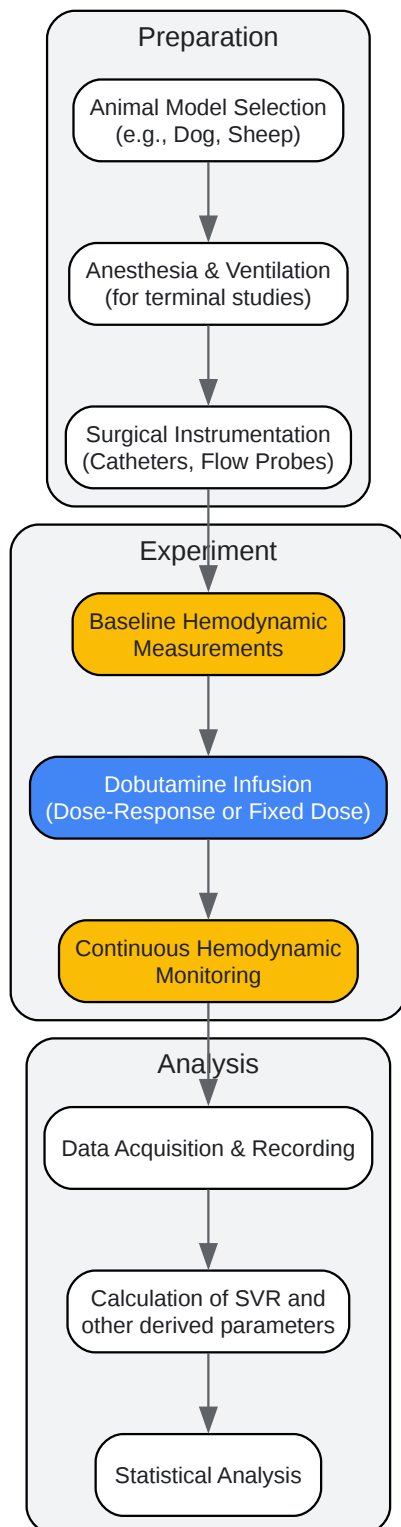 Preparation
Animal Model Selection
(e.g., Dog, Sheep)
Anesthesia & Ventilation
(for terminal studies)
Surgical Instrumentation
(Catheters, Flow Probes)
Experiment
Baseline Hemodynamic
Measurements
Dobutamine Infusion
(Dose-Response or Fixed Dose)
Continuous Hemodynamic
Monitoring
Analysis
Data Acquisition & Recording
Calculation of SVR and
other derived parameters
Statistical Analysis